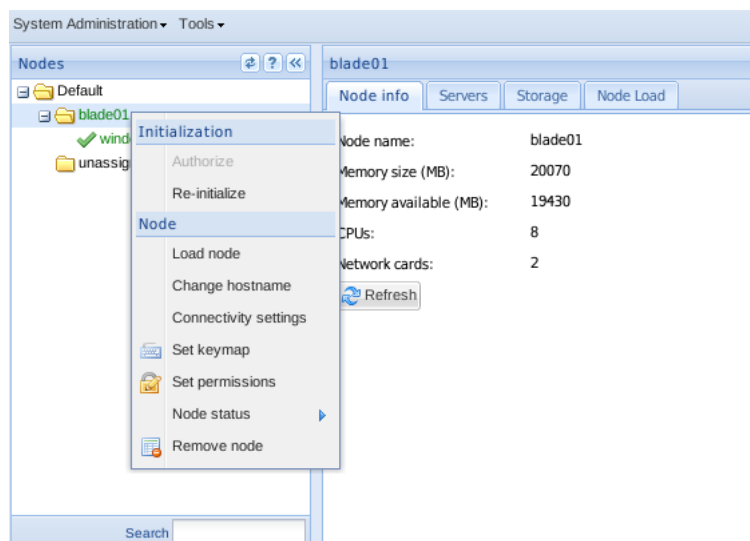 System Administration Tools
Nodes
Default
blade01
wind
unassig
Search
Initialization
Authorize
Re-initialize
Node
Load node
Change hostname
Connectivity settings
Set keymap
Set permissions
Node status
Remove node
blade01
Node info Servers Storage Node Load
Node name: blade01
Memory size (MB): 20070
Memory available (MB): 19430
CPUs: 8
Network cards: 2
Refresh